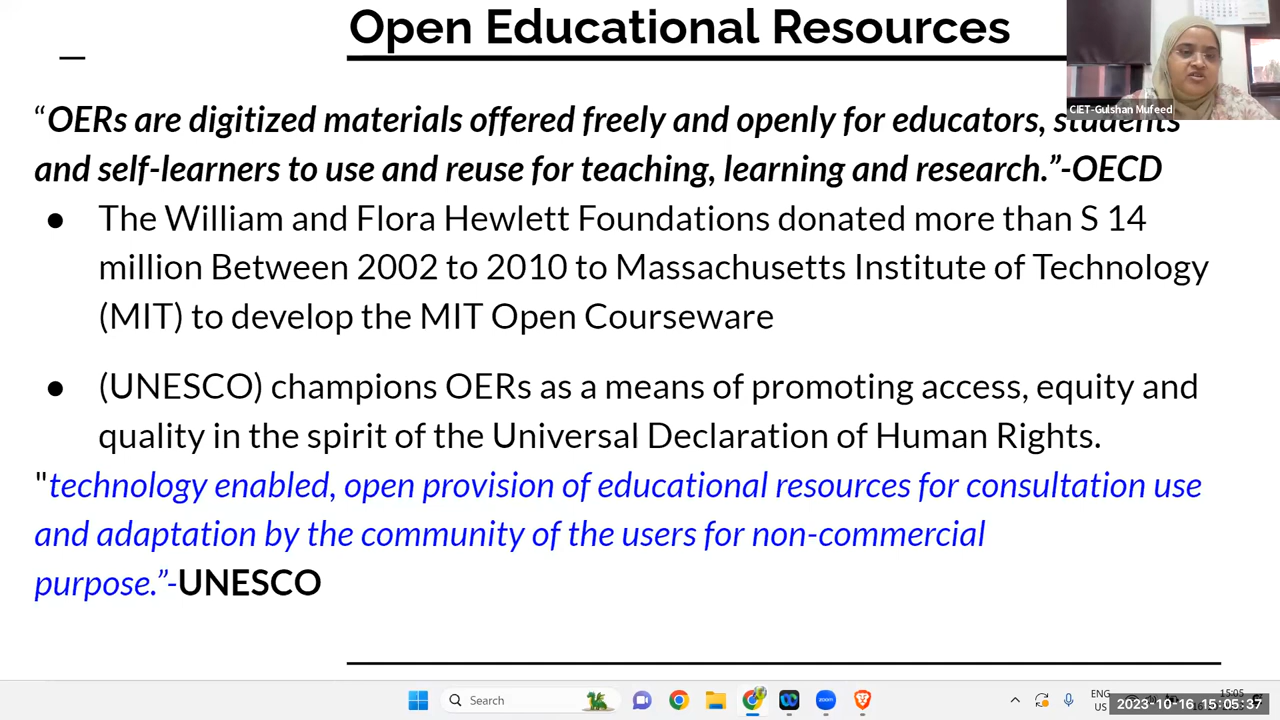 Open Educational Resources
CIET-Gulshan Mufeed
“OERs are digitized materials offered freely and openly for educators, students
and self-learners to use and reuse for teaching, learning and research.”-OECD
● The William and Flora Hewlett Foundations donated more than S 14
million Between 2002 to 2010 to Massachusetts Institute of Technology
(MIT) to develop the MIT Open Courseware
● (UNESCO) champions OERs as a means of promoting access, equity and
quality in the spirit of the Universal Declaration of Human Rights.
"technology enabled, open provision of educational resources for consultation use
and adaptation by the community of the users for non-commercial
purpose.”-UNESCO
Search
zoom
ENG
US
15:05
2023-10-16 15:05:37